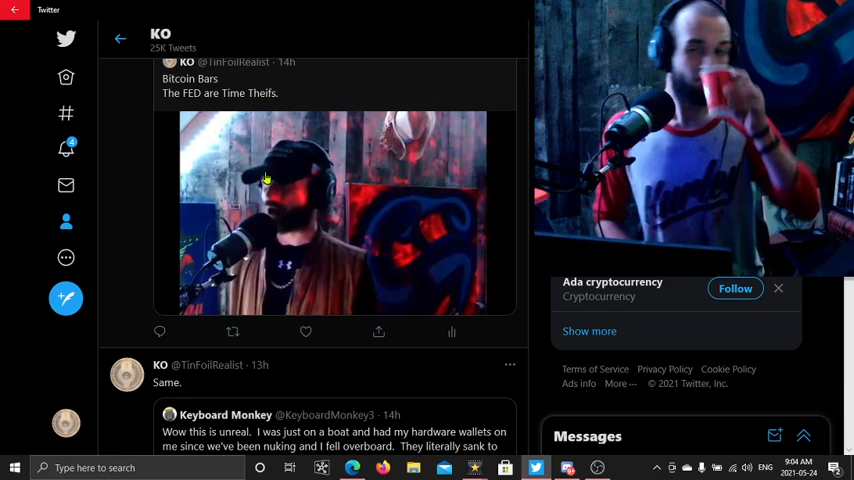 Twitter
KO
25K Tweets
KO @TinFoilRealist · 14h
Bitcoin Bars
The FED are Time Theifs.
KO @TinFoilRealist · 13h
Same.
Keyboard Monkey @KeyboardMonkey3 · 14h
Wow this is unreal. I was just on a boat and had my hardware wallets on
me since we've been nuking and I fell overboard. They literally sank to
Hurley
Ada cryptocurrency
Cryptocurrency
Follow
Show more
Terms of Service Privacy Policy Cookie Policy
Ads info More ··· © 2021 Twitter, Inc.
Messages
4
Type here to search
ENG
9:04 AM
2021-05-24
2